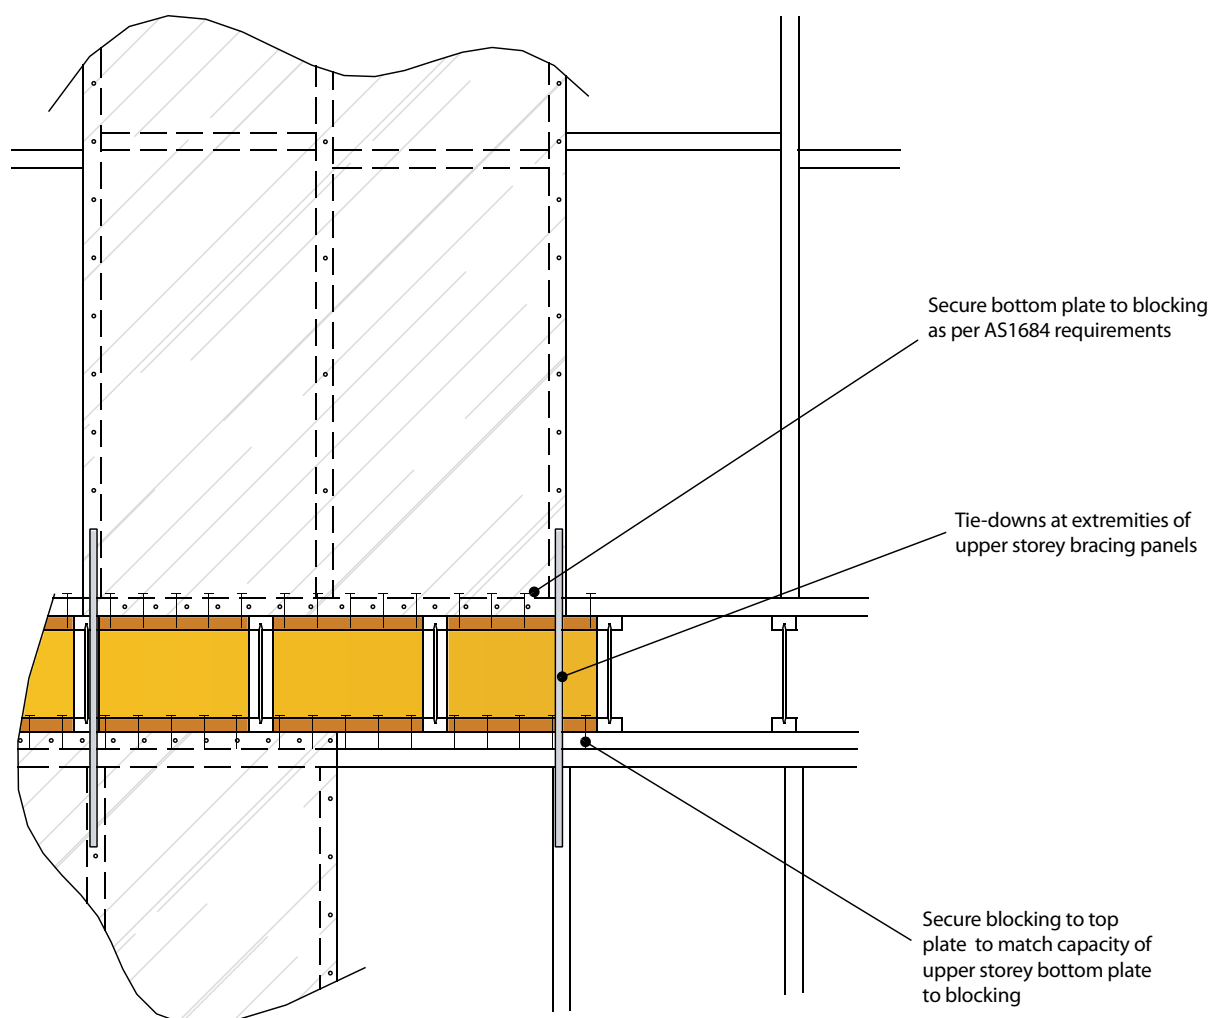 Secure bottom plate to blocking
as per AS1684 requirements
Tie-downs at extremities of
upper storey bracing panels
Secure blocking to top
plate  to match capacity of
upper storey bottom plate
to blocking